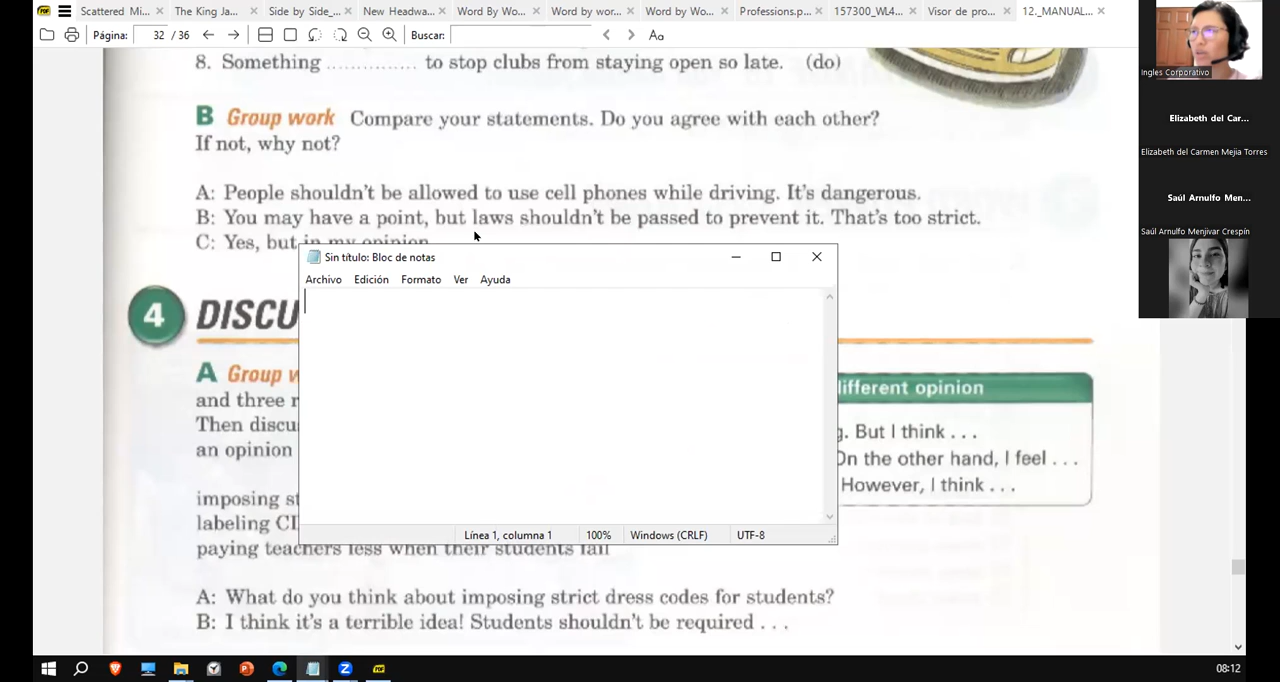 Scattered Mi...
The King Ja...
Side by Side_...
New Headwa...
Word By Wo...
Word by wor...
Word by Wo...
Professions.p...
157300_WL4...
Visor de pro...
12._MANUAL...
Página: 32 / 36
Buscar:
8. Something .............. to stop clubs from staying open so late. (do)
B Group work Compare your statements. Do you agree with each other?
If not, why not?
A: People shouldn't be allowed to use cell phones while driving. It's dangerous.
B: You may have a point, but laws shouldn't be passed to prevent it. That's too strict.
C: Yes, but in my opinion
Sin título: Bloc de notas
Archivo Edición Formato Ver Ayuda
Línea 1, columna 1 100% Windows (CRLF) UTF-8
4 DISCU
A Group w
and three r
Then discu
an opinion
ifferent opinion
g. But I think . . .
On the other hand, I feel . . .
However, I think . . .
imposing st
labeling CD
paying teachers less when their students fail
A: What do you think about imposing strict dress codes for students?
B: I think it's a terrible idea! Students shouldn't be required . . .
Ingles Corporativo
Elizabeth del Car...
Elizabeth del Carmen Mejia Torres
Saúl Arnulfo Men...
Saúl Arnulfo Menjivar Crespín
08:12